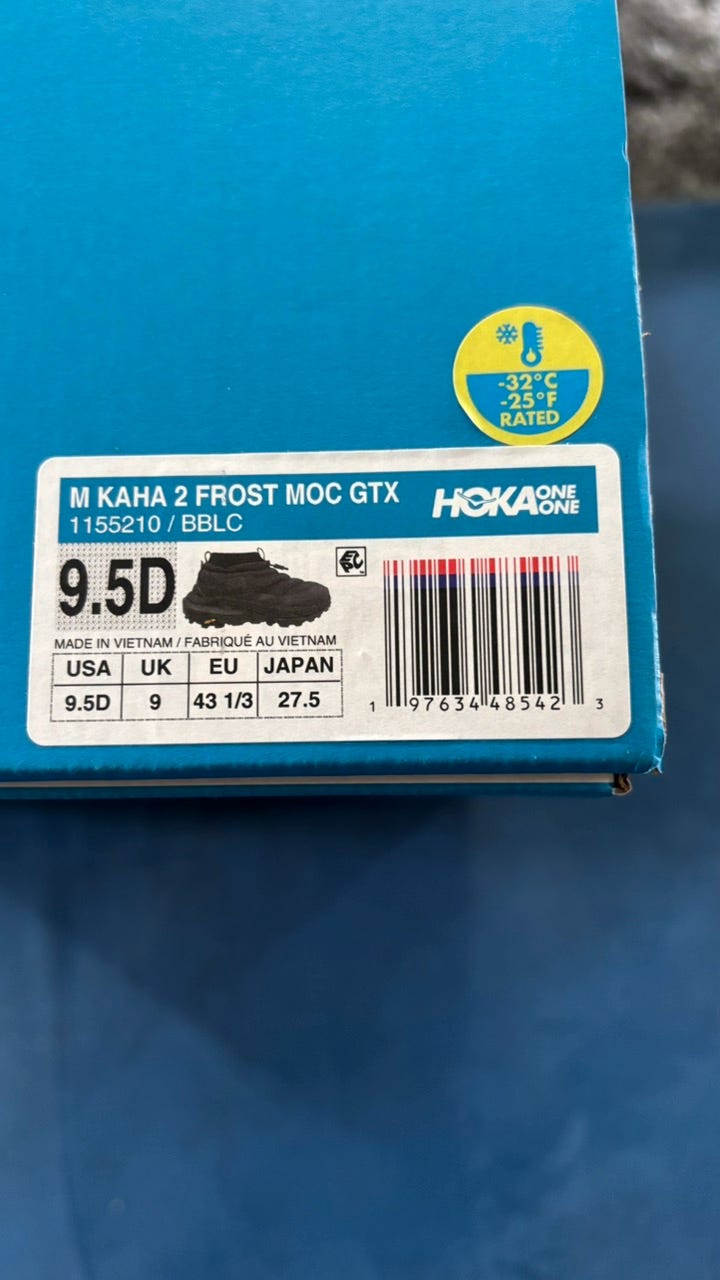 -32°C
-25°F
RATED
M KAHA 2 FROST MOC GTX
1155210 / BBLC
HOKA ONE ONE
9.5D
EPC
MADE IN VIETNAM / FABRIQUÉ AU VIETNAM
USA UK EU JAPAN
9.5D 9 43 1/3 27.5
1 97634 48542 3